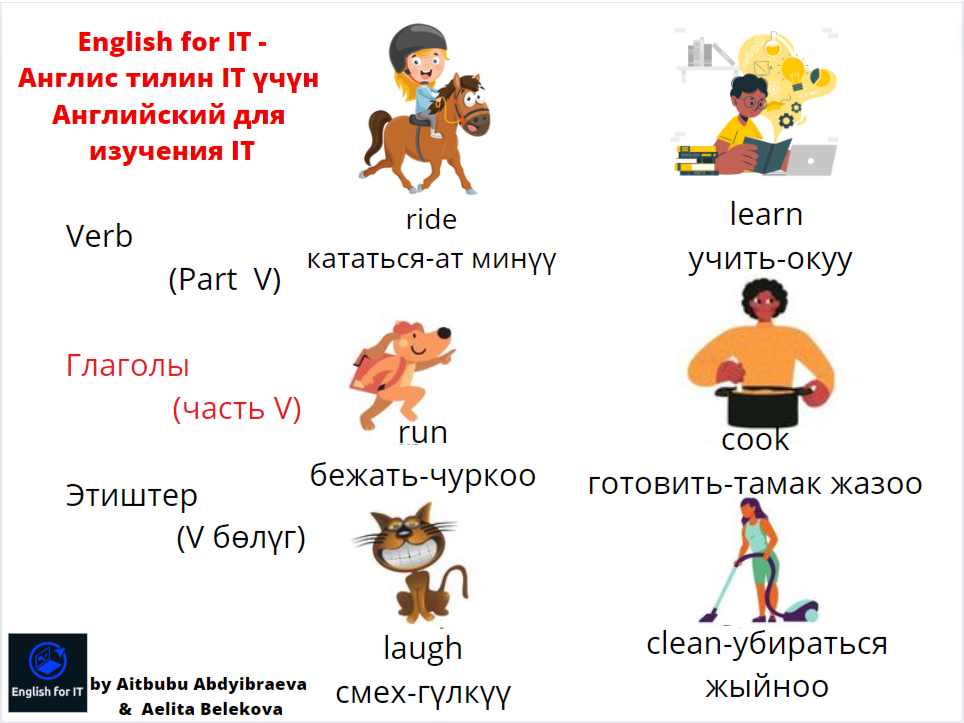 English for IT -
Англис тилин IT үчүн
Английский для
изучения IT
Verb
(Part V)
Глаголы
(часть V)
Этиштер
(V бөлүг)
ride
кататься-ат минүү
learn
учить-окуу
run
бежать-чуркоо
cook
готовить-тамак жазоо
laugh
смех-гүлкүү
clean-убираться
жыйноо
English for IT
by Aitbubu Abdyibraeva
& Aelita Belekova